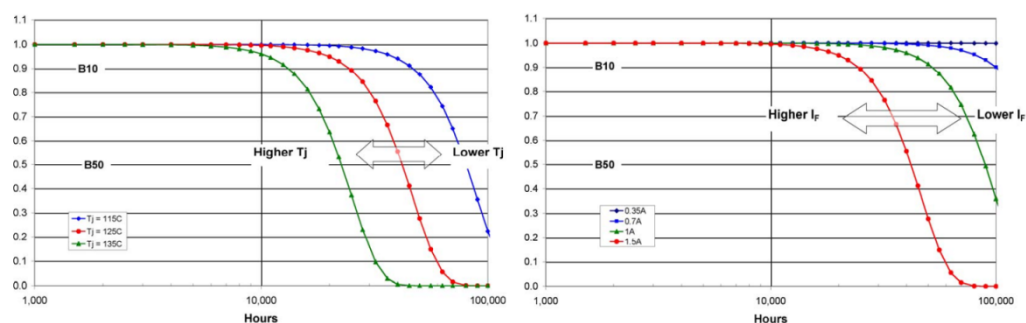 1.1
1.0
0.9
B10
0.8
0.7
0.6
Higher Tj
Lower Tj
0.5
B50
0.4
0.3
Tj = 115C
0.2
Tj = 125C
Tj = 135C
0.1
0.0
1,000
10,000
100,000
Hours
1.1
1.0
0.9
B10
0.8
Higher IF
Lower IF
0.7
0.6
0.5
B50
0.4
0.3
0.35A
0.7A
0.2
1A
1.5A
0.1
0.0
1,000
10,000
100,000
Hours